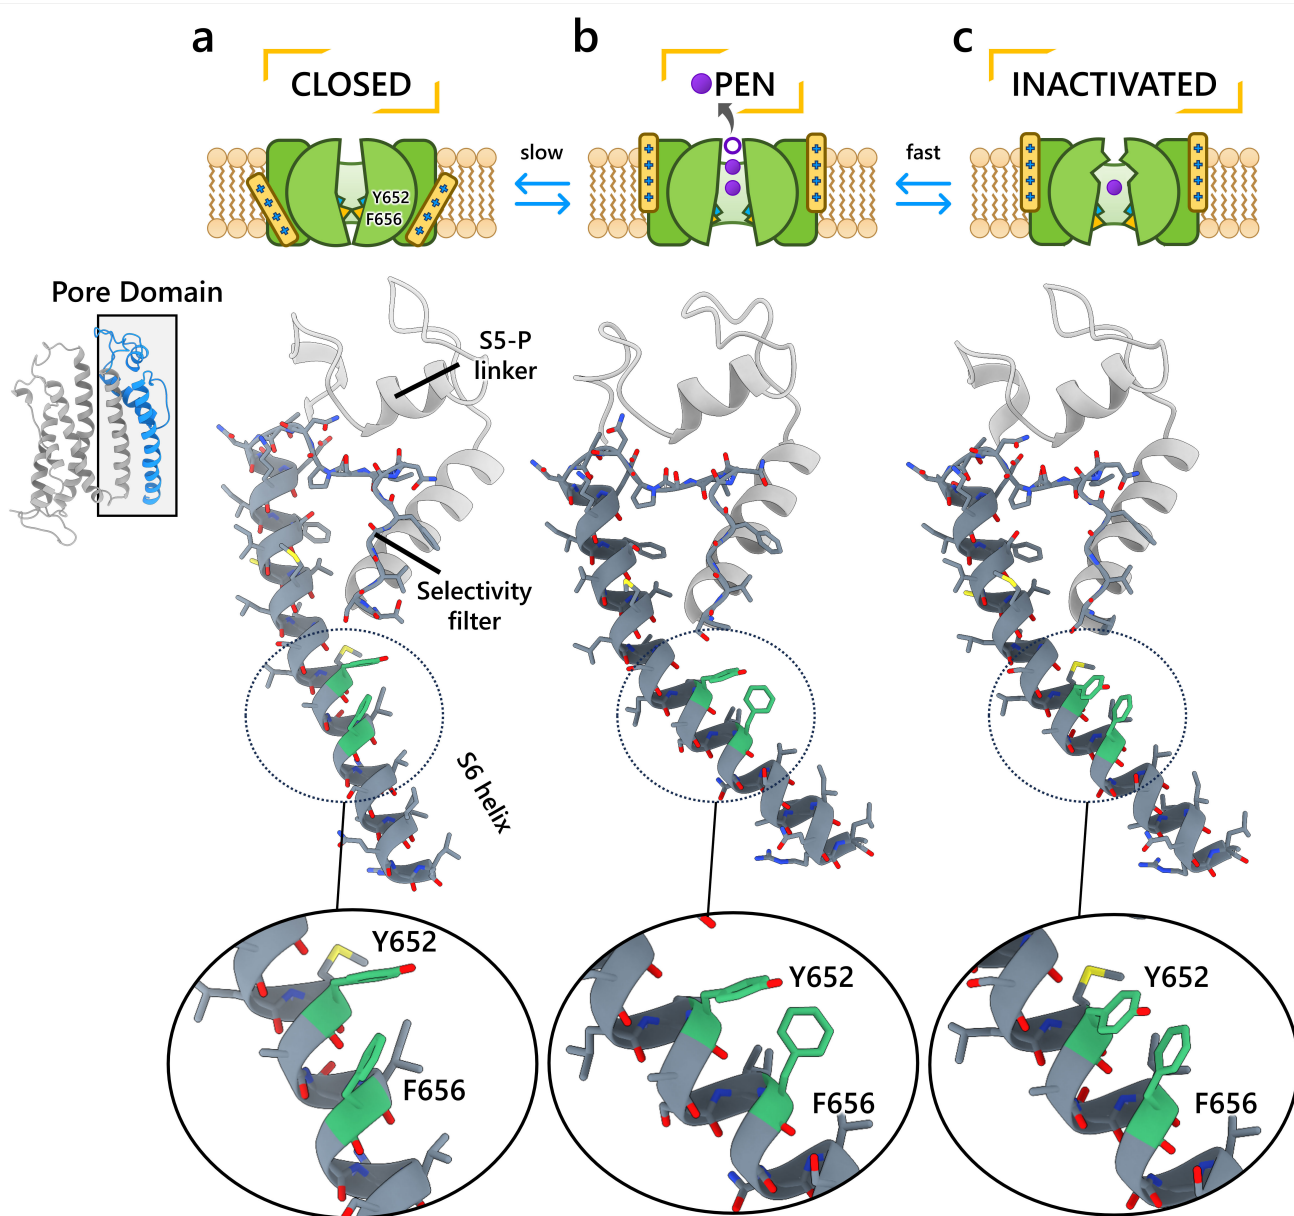 a
b
c
CLOSED
PEN
INACTIVATED
slow
fast
Y652
F656
Pore Domain
S5-P
linker
Selectivity
filter
S6 helix
Y652
F656
Y652
F656
Y652
F656